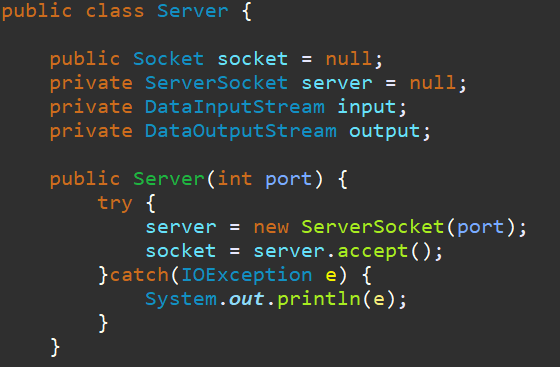 public class Server {
    public Socket socket = null;
    private ServerSocket server = null;
    private DataInputStream input;
    private DataOutputStream output;
    public Server(int port) {
        try {
            server = new ServerSocket(port);
            socket = server.accept();
        }catch(IOException e) {
            System.out.println(e);
        }
    }